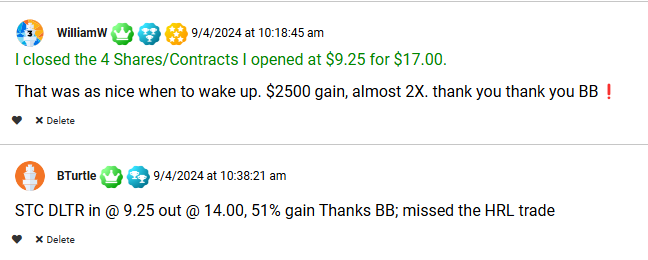 WilliamW 3 9/4/2024 at 10:18:45 am
I closed the 4 Shares/Contracts I opened at $9.25 for $17.00.
That was as nice when to wake up. $2500 gain, almost 2X. thank you thank you BB❗
Delete
BTurtle 9/4/2024 at 10:38:21 am
STC DLTR in @ 9.25 out @ 14.00, 51% gain Thanks BB; missed the HRL trade
Delete